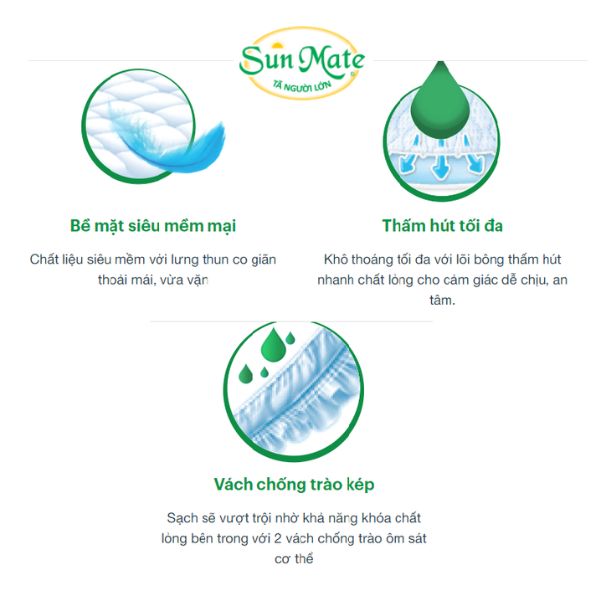 Sun Mate
TÃ NGƯỜI LỚN
Bề mặt siêu mềm mại
Chất liệu siêu mềm với lưng thun co giãn
thoải mái, vừa vặn
Thấm hút tối đa
Khô thoáng tối đa với lõi bông thấm hút
nhanh chất lỏng cho cảm giác dễ chịu, an
tâm.
Vách chống trào kép
Sạch sẽ vượt trội nhờ khả năng khóa chất
lỏng bên trong với 2 vách chống trào ôm sát
cơ thể